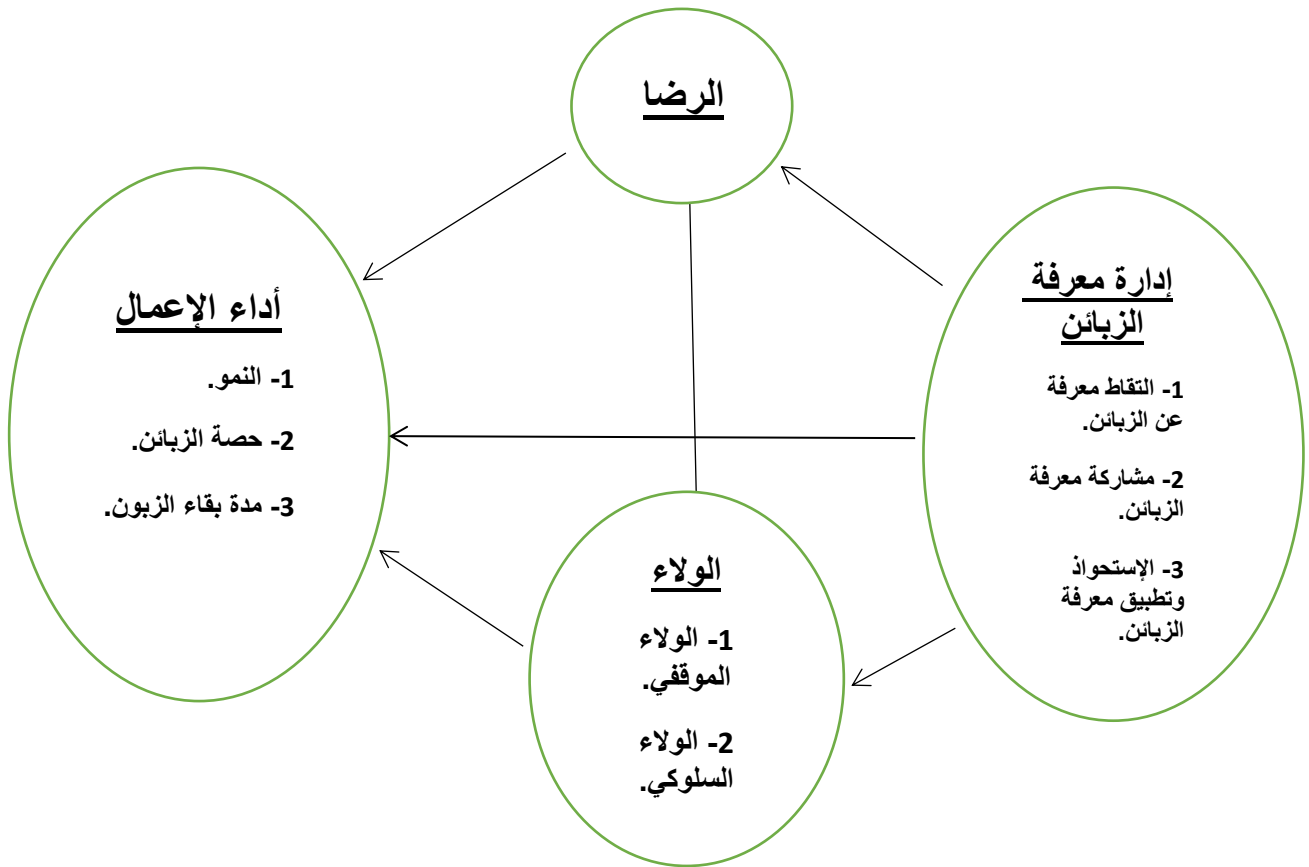 الرضا
إدارة معرفة
الزبائن
1- التقاط معرفة
عن الزبائن.
2- مشاركة معرفة
الزبائن.
3- الإستحواذ
وتطبيق معرفة
الزبائن.
أداء الإعمال
1- النمو.
2- حصة الزبائن.
3- مدة بقاء الزبون.
الولاء
1- الولاء
الموقفي.
2- الولاء
السلوكي.